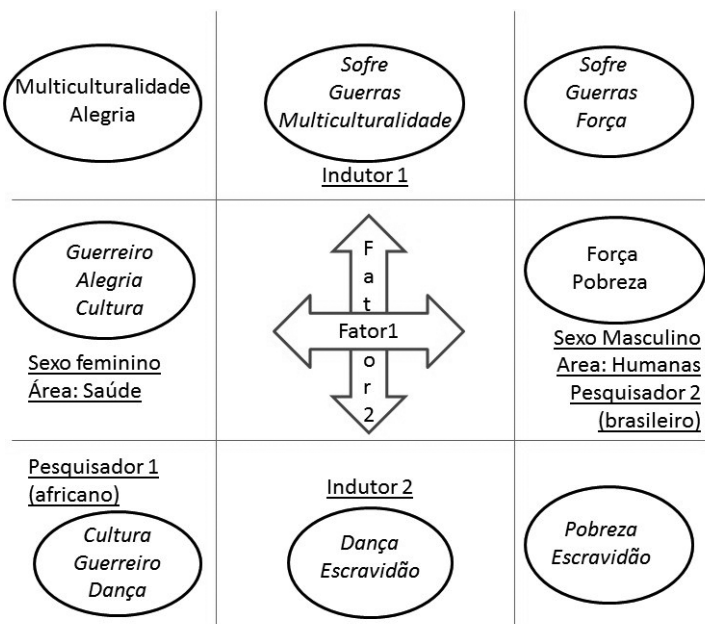 Multiculturalidade
Alegria
Sofre
Guerras
Multiculturalidade
Indutor 1
Sofre
Guerras
Força
Guerreiro
Alegria
Cultura
Sexo feminino
Área: Saúde
F
a
t
Fator1
o
r
2
Força
Pobreza
Sexo Masculino
Area: Humanas
Pesquisador 2
(brasileiro)
Pesquisador 1
(africano)
Cultura
Guerreiro
Dança
Indutor 2
Dança
Escravidão
Pobreza
Escravidão